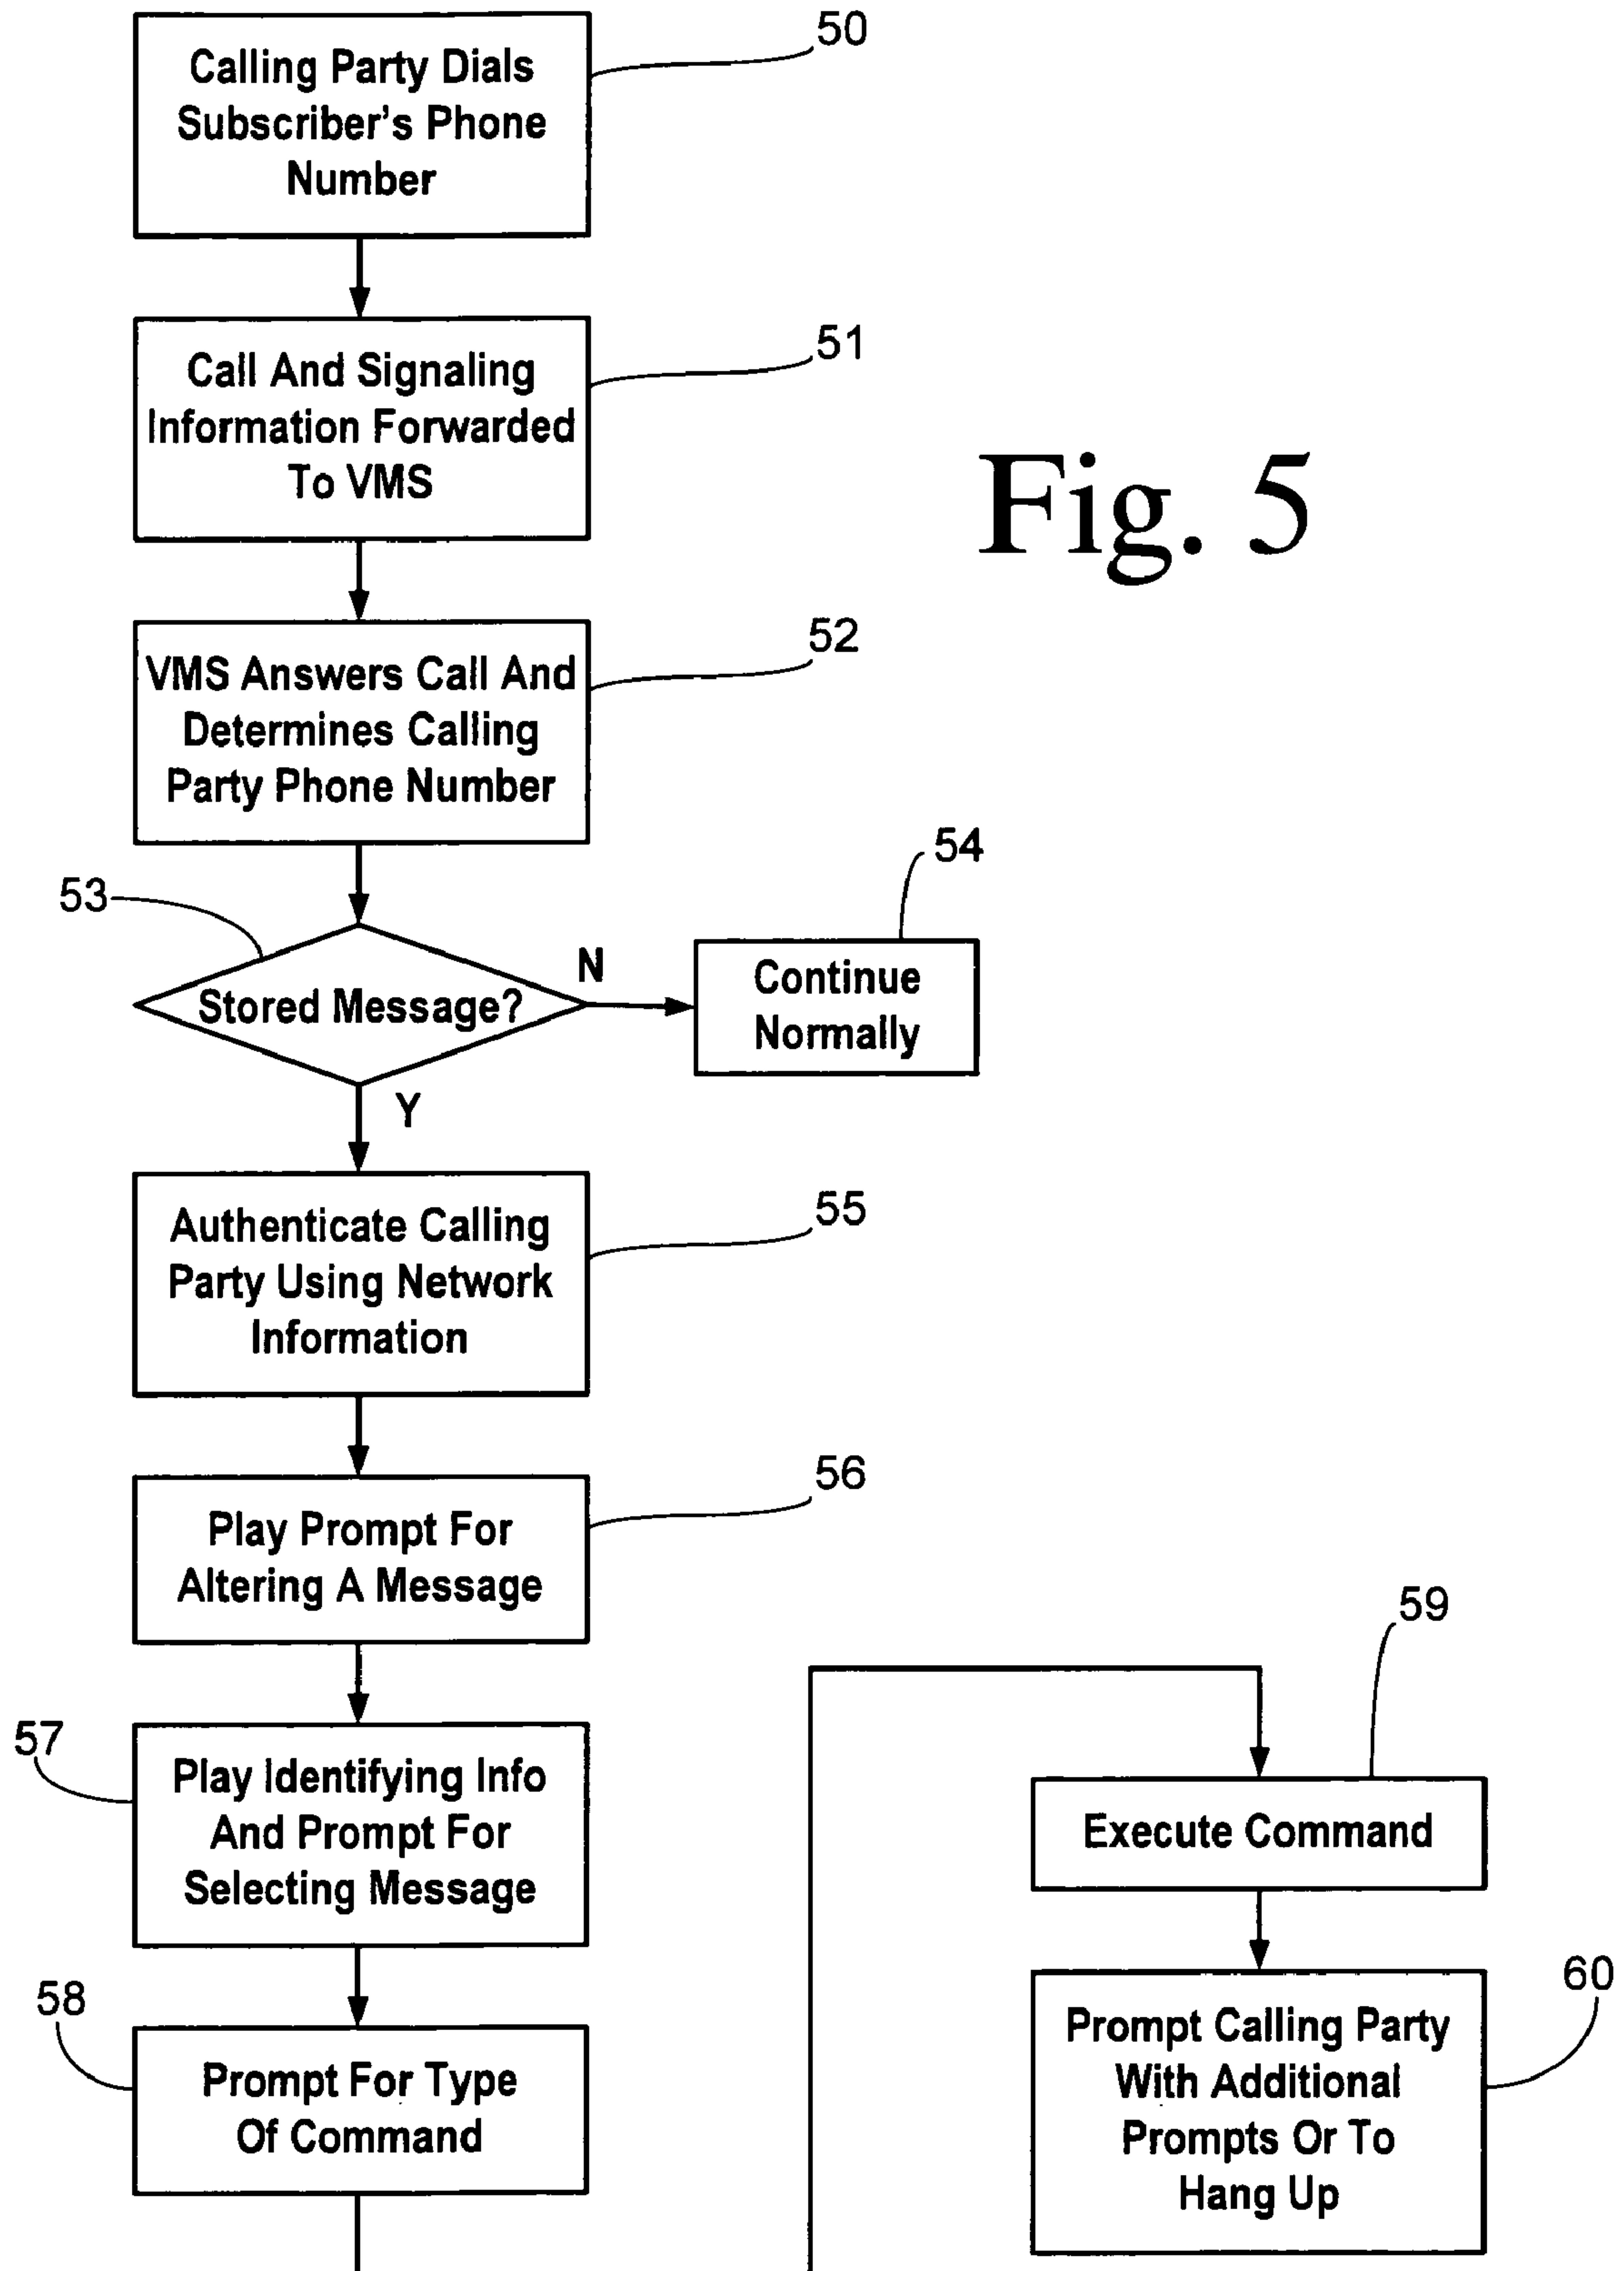 50
Calling Party Dials
Subscriber's Phone
Number
51
Call And Signaling
Information Forwarded
To VMS
Fig. 5
52
VMS Answers Call And
Determines Calling
Party Phone Number
53
Stored Message?
N
54
Continue
Normally
Y
55
Authenticate Calling
Party Using Network
Information
56
Play Prompt For
Altering A Message
57
Play Identifying Info
And Prompt For
Selecting Message
58
Prompt For Type
Of Command
59
Execute Command
60
Prompt Calling Party
With Additional
Prompts Or To
Hang Up